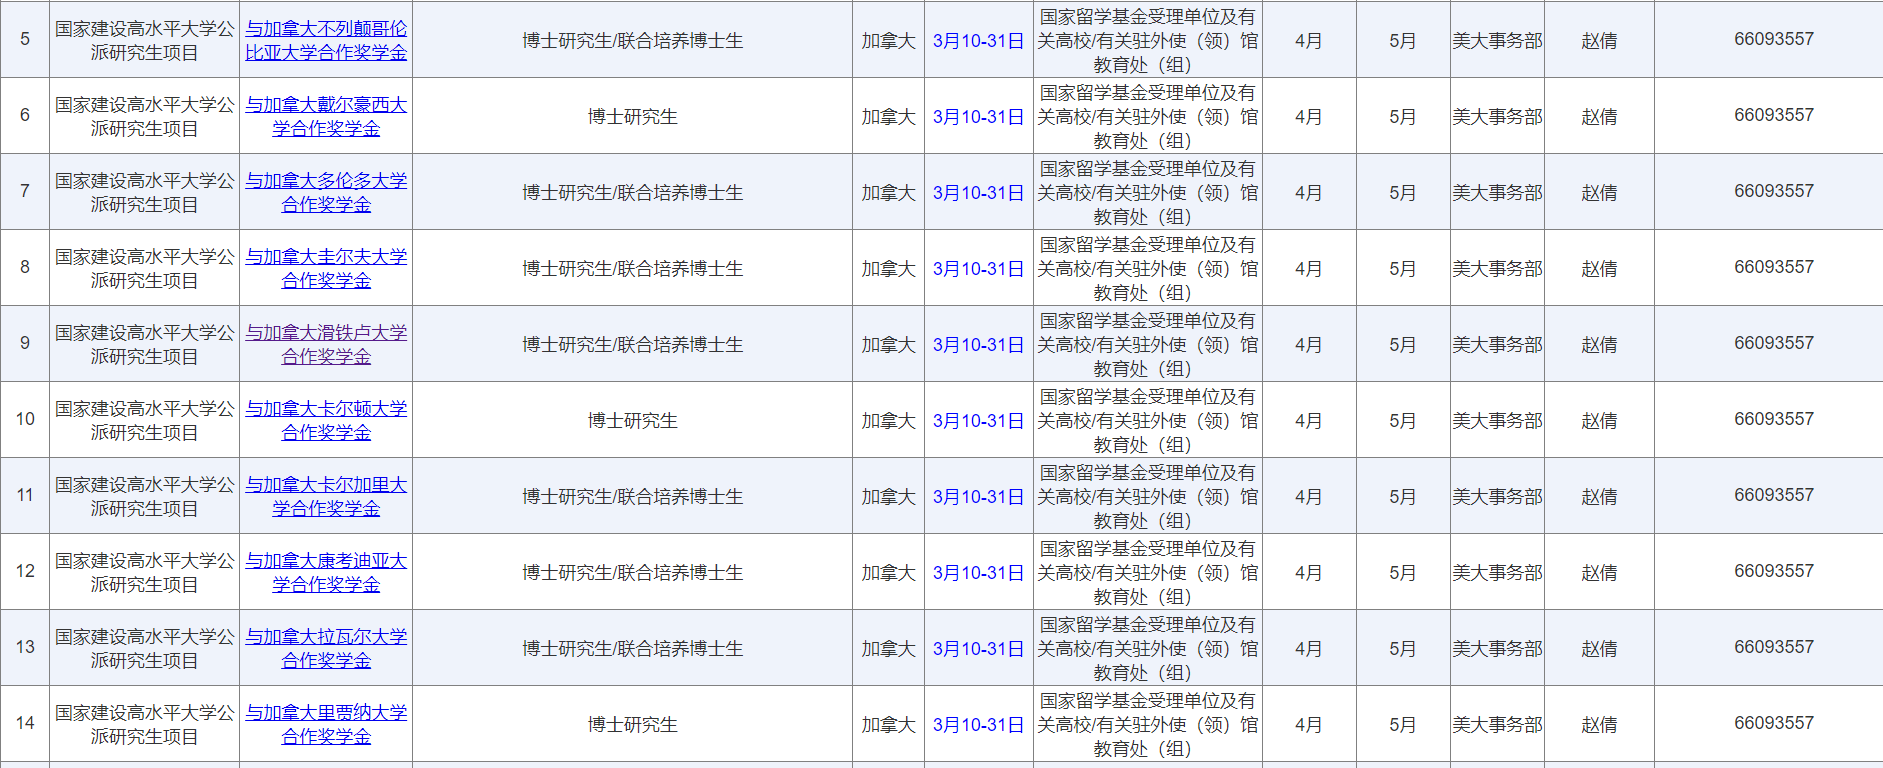 5 国家建设高水平大学公派研究生项目 与加拿大不列颠哥伦比亚大学合作奖学金 博士研究生/联合培养博士生 加拿大 3月10-31日 国家留学基金受理单位及有关高校/有关驻外使（领）馆教育处（组） 4月 5月 美大事务部 赵倩 66093557
6 国家建设高水平大学公派研究生项目 与加拿大戴尔豪西大学合作奖学金 博士研究生 加拿大 3月10-31日 国家留学基金受理单位及有关高校/有关驻外使（领）馆教育处（组） 4月 5月 美大事务部 赵倩 66093557
7 国家建设高水平大学公派研究生项目 与加拿大多伦多大学合作奖学金 博士研究生/联合培养博士生 加拿大 3月10-31日 国家留学基金受理单位及有关高校/有关驻外使（领）馆教育处（组） 4月 5月 美大事务部 赵倩 66093557
8 国家建设高水平大学公派研究生项目 与加拿大圭尔夫大学合作奖学金 博士研究生/联合培养博士生 加拿大 3月10-31日 国家留学基金受理单位及有关高校/有关驻外使（领）馆教育处（组） 4月 5月 美大事务部 赵倩 66093557
9 国家建设高水平大学公派研究生项目 与加拿大滑铁卢大学合作奖学金 博士研究生/联合培养博士生 加拿大 3月10-31日 国家留学基金受理单位及有关高校/有关驻外使（领）馆教育处（组） 4月 5月 美大事务部 赵倩 66093557
10 国家建设高水平大学公派研究生项目 与加拿大卡尔顿大学合作奖学金 博士研究生 加拿大 3月10-31日 国家留学基金受理单位及有关高校/有关驻外使（领）馆教育处（组） 4月 5月 美大事务部 赵倩 66093557
11 国家建设高水平大学公派研究生项目 与加拿大卡尔加里大学合作奖学金 博士研究生/联合培养博士生 加拿大 3月10-31日 国家留学基金受理单位及有关高校/有关驻外使（领）馆教育处（组） 4月 5月 美大事务部 赵倩 66093557
12 国家建设高水平大学公派研究生项目 与加拿大康考迪亚大学合作奖学金 博士研究生/联合培养博士生 加拿大 3月10-31日 国家留学基金受理单位及有关高校/有关驻外使（领）馆教育处（组） 4月 5月 美大事务部 赵倩 66093557
13 国家建设高水平大学公派研究生项目 与加拿大拉瓦尔大学合作奖学金 博士研究生/联合培养博士生 加拿大 3月10-31日 国家留学基金受理单位及有关高校/有关驻外使（领）馆教育处（组） 4月 5月 美大事务部 赵倩 66093557
14 国家建设高水平大学公派研究生项目 与加拿大里贾纳大学合作奖学金 博士研究生 加拿大 3月10-31日 国家留学基金受理单位及有关高校/有关驻外使（领）馆教育处（组） 4月 5月 美大事务部 赵倩 66093557